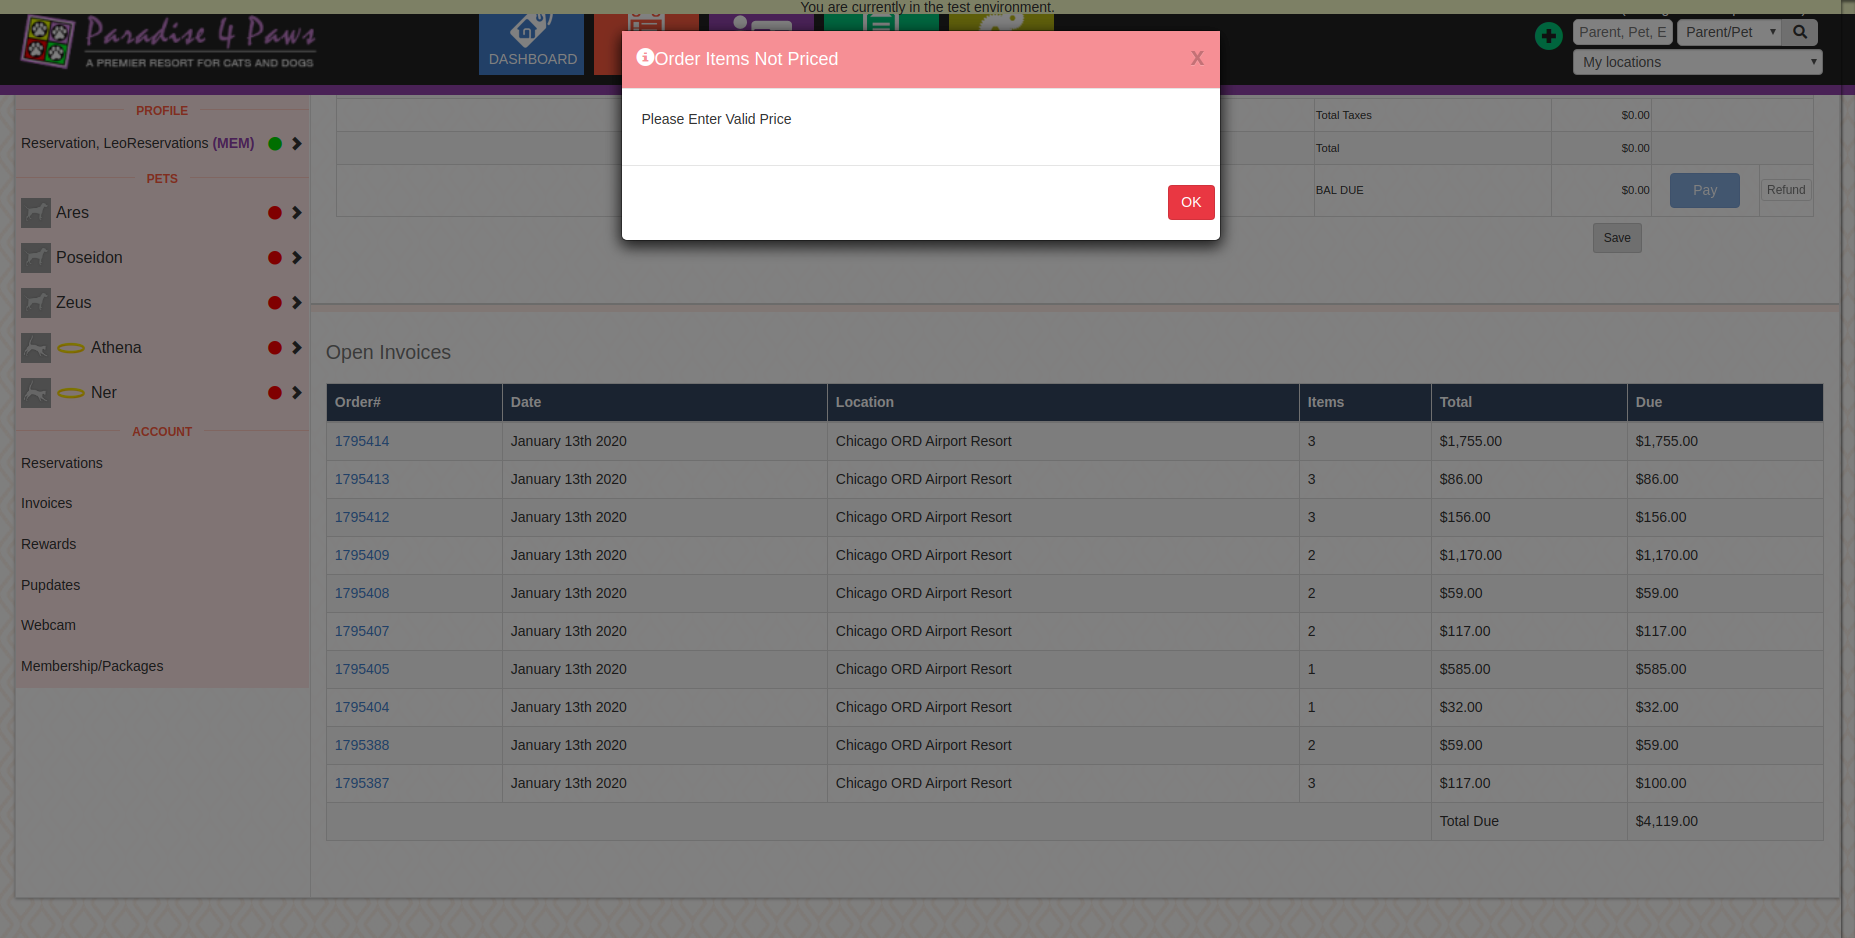 You are currently in the test environment.
Paradise 4 Paws
A PREMIER RESORT FOR CATS AND DOGS
DASHBOARD
Parent, Pet, E
Parent/Pet
My locations
Order Items Not Priced
X
Please Enter Valid Price
OK
PROFILE
Reservation, LeoReservations (MEM)
PETS
Ares
Poseidon
Zeus
Athena
Ner
ACCOUNT
Reservations
Invoices
Rewards
Pupdates
Webcam
Membership/Packages
Total Taxes $0.00
Total $0.00
BAL DUE $0.00 Pay Refund
Save
Open Invoices
Order# Date Location Items Total Due
1795414 January 13th 2020 Chicago ORD Airport Resort 3 $1,755.00 $1,755.00
1795413 January 13th 2020 Chicago ORD Airport Resort 3 $86.00 $86.00
1795412 January 13th 2020 Chicago ORD Airport Resort 3 $156.00 $156.00
1795409 January 13th 2020 Chicago ORD Airport Resort 2 $1,170.00 $1,170.00
1795408 January 13th 2020 Chicago ORD Airport Resort 2 $59.00 $59.00
1795407 January 13th 2020 Chicago ORD Airport Resort 2 $117.00 $117.00
1795405 January 13th 2020 Chicago ORD Airport Resort 1 $585.00 $585.00
1795404 January 13th 2020 Chicago ORD Airport Resort 1 $32.00 $32.00
1795388 January 13th 2020 Chicago ORD Airport Resort 2 $59.00 $59.00
1795387 January 13th 2020 Chicago ORD Airport Resort 3 $117.00 $100.00
Total Due $4,119.00